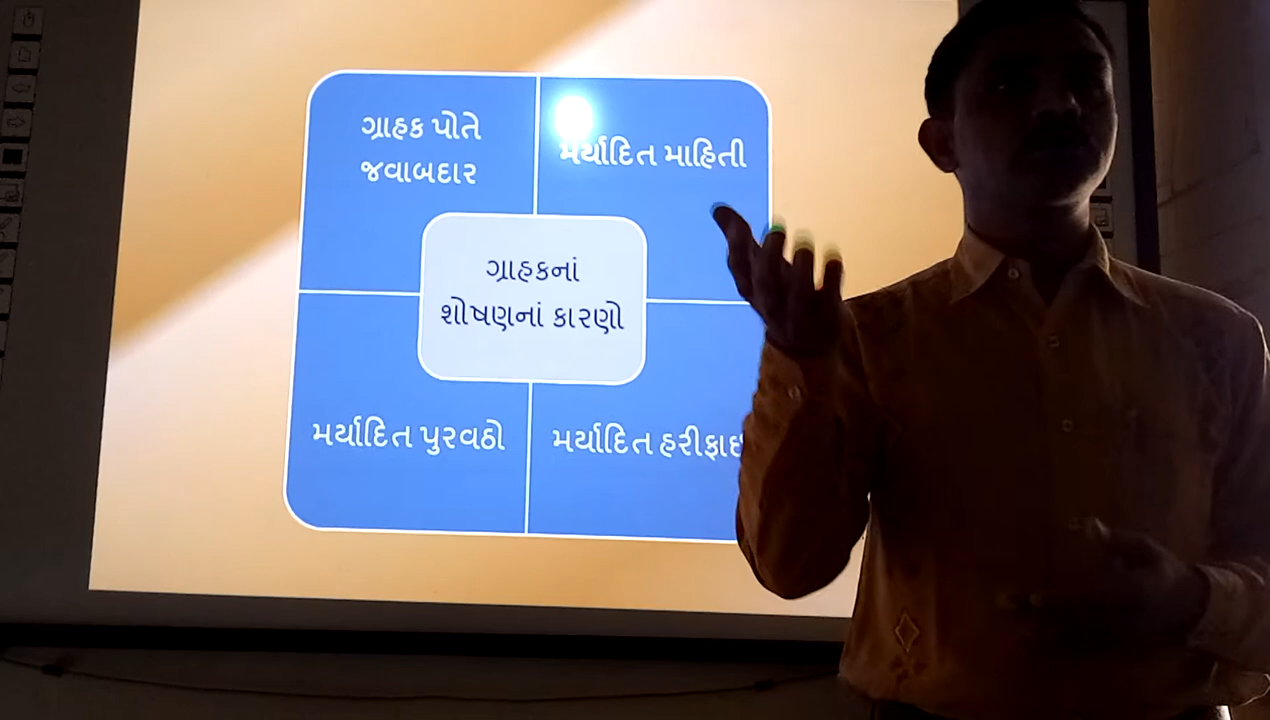 ગ્રાહક પોતે
જવાબદાર
મર્યાદિત માહિતી
ગ્રાહકનાં
શોષણનાં કારણો
મર્યાદિત પુરવઠો
મર્યાદિત